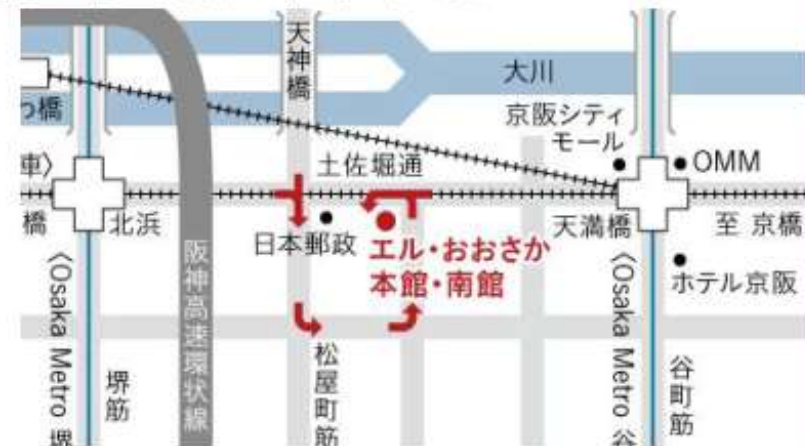 天神橋
大川
つ橋
京阪シティ
モール
OMM
車〉
土佐堀通
橋
北浜
日本郵政
エル・おおさか
本館・南館
天満橋
至 京橋
ホテル京阪
阪神高速環状線
〈Osaka Metro 堺
堺筋
松屋町筋
〈Osaka Metro 谷
谷町筋